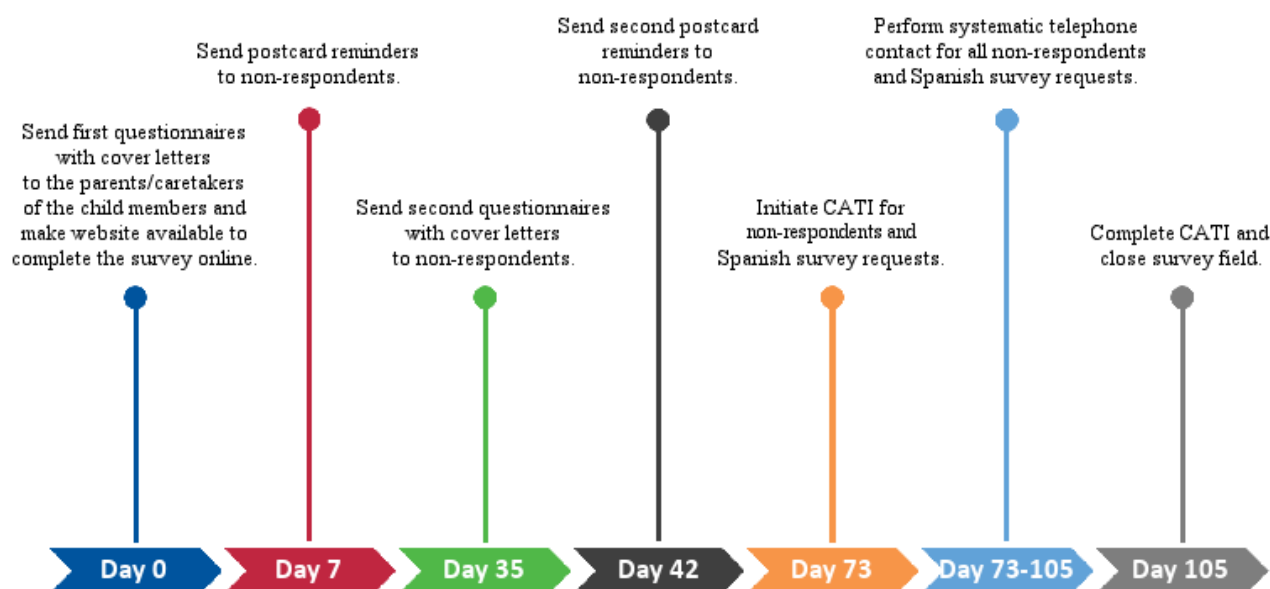 Send first questionnaires
with cover letters
to the parents/caretakers
of the child members and
make website available to
complete the survey online.
Send postcard reminders
to non-respondents.
Send second questionnaires
with cover letters
to non-respondents.
Send second postcard
reminders to
non-respondents.
Initiate CATI for
non-respondents and
Spanish survey requests.
Perform systematic telephone
contact for all non-respondents
and Spanish survey requests.
Complete CATI and
close survey field.
Day 0
Day 7
Day 35
Day 42
Day 73
Day 73-105
Day 105